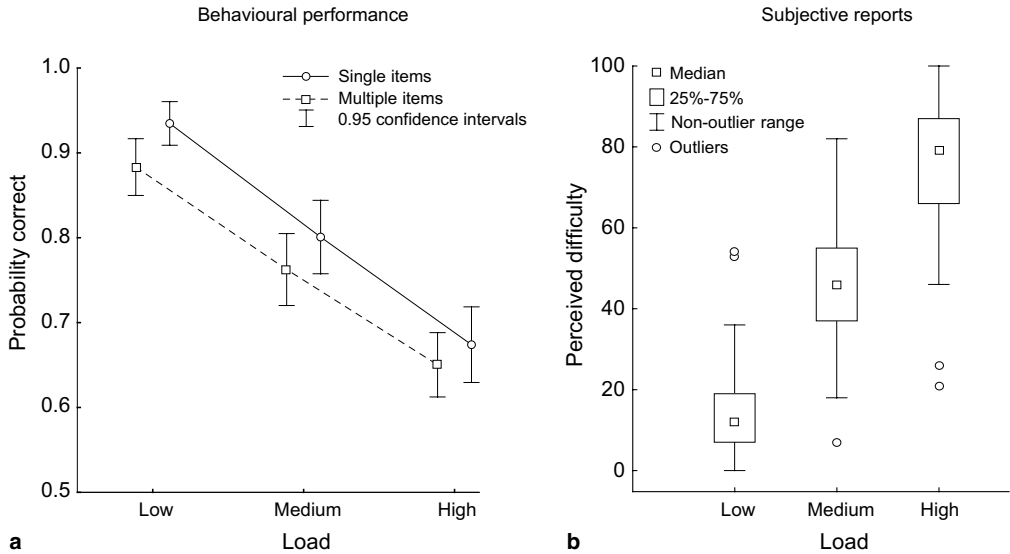 Behavioural performance
Probability correct
1.0
0.9
0.8
0.7
0.6
0.5
Single items
Multiple items
0.95 confidence intervals
Low Medium High
Load
a
Subjective reports
Perceived difficulty
100
80
60
40
20
0
Median
25%-75%
Non-outlier range
Outliers
Low Medium High
Load
b